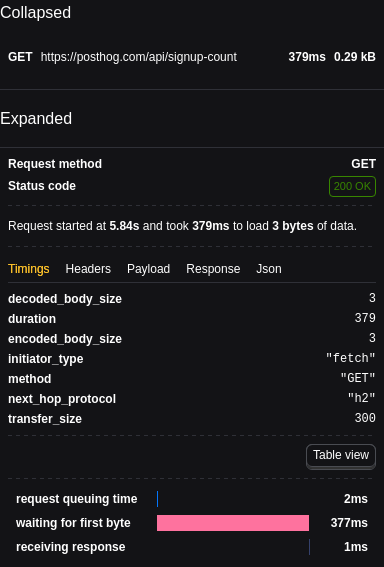 Collapsed
GET https://posthog.com/api/signup-count 379ms 0.29 kB
Expanded
Request method GET
Status code 200 OK
Request started at 5.84s and took 379ms to load 3 bytes of data.
Timings Headers Payload Response Json
decoded_body_size 3
duration 379
encoded_body_size 3
initiator_type "fetch"
method "GET"
next_hop_protocol "h2"
transfer_size 300
Table view
request queuing time 2ms
waiting for first byte 377ms
receiving response 1ms